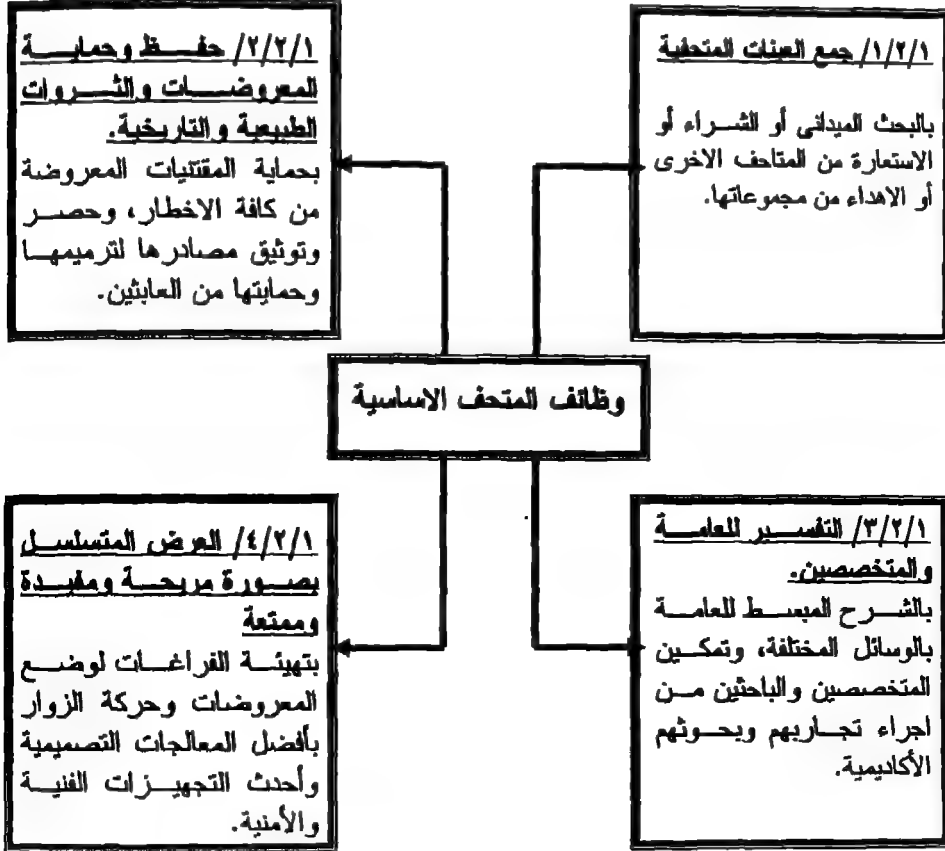 ١/٢/١/ جمع العينات المتحفية
بالبحث الميدانى أو الشراء أو
الاستعارة من المتاحف الاخرى
أو الاهداء من مجموعاتها.
٢/٢/١/ حفظ وحماية
المعروضات والثروات
الطبيعية والتاريخية.
بحماية المقتنيات المعروضة
من كافة الاخطار، وحصر
وتوثيق مصادرها لترميمها
وحمايتها من العابثين.
وظائف المتحف الاساسية
٣/٢/١/ التفسير للعامة
والمتخصصين.
بالشرح المبسط للعامة
بالوسائل المختلفة، وتمكين
المتخصصين والباحثين من
اجراء تجاربهم وبحوثهم
الأكاديمية.
٤/٢/١/ العرض المتسلسل
بصورة مريحة ومفيدة
وممتعة
بتهيئة الفراغات لوضع
المعروضات وحركة الزوار
بأفضل المعالجات التصميمية
وأحدث التجهيزات الفنية
والأمنية.